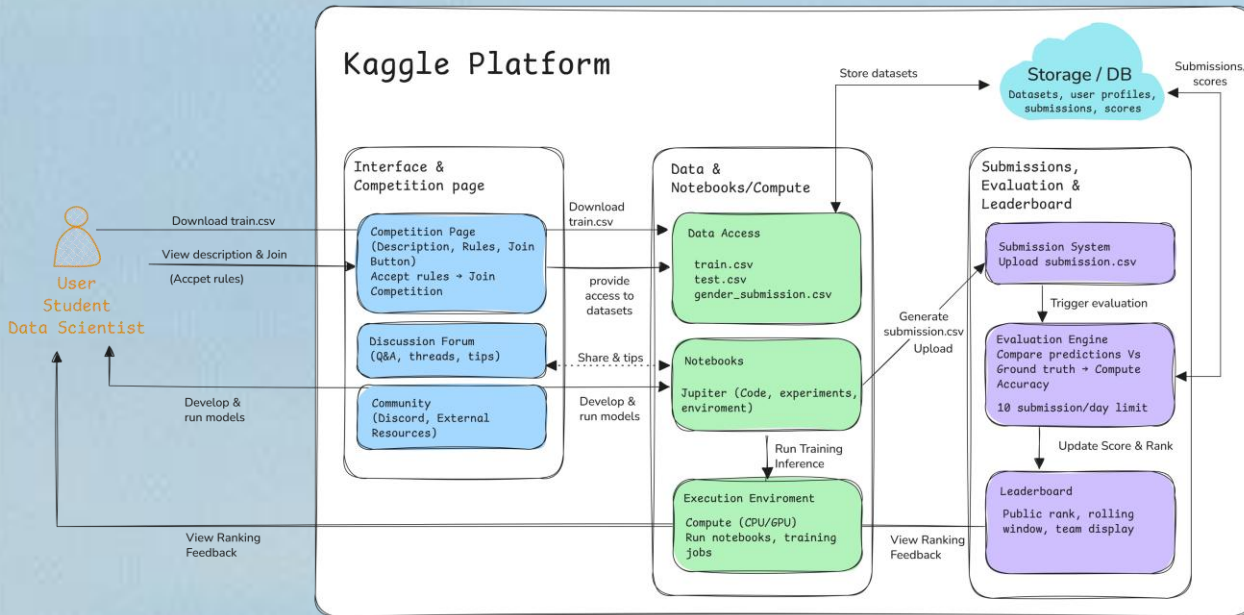 Kaggle Platform
Store datasets
Storage / DB
Datasets, user profiles,
submissions, scores
Submissions,
scores
User
Student
Data Scientist
Download train.csv
View description & Join
(Accpet rules)
Develop &
run models
View Ranking
Feedback
Interface &
Competition page
Competition Page
(Description, Rules, Join
Button)
Accept rules → Join
Competition
Discussion Forum
(Q&A, threads, tips)
Community
(Discord, External
Resources)
Download
train.csv
provide
access to
datasets
Share & tips
Develop &
run models
Data &
Notebooks/Compute
Data Access
train.csv
test.csv
gender_submission.csv
Notebooks
Jupiter (Code, experiments,
enviroment)
Run Training
Inference
Execution Enviroment
Compute (CPU/GPU)
Run notebooks, training
jobs
Generate
submission.csv
Upload
View Ranking
Feedback
Submissions,
Evaluation &
Leaderboard
Submission System
Upload submission.csv
Trigger evaluation
Evaluation Engine
Compare predictions Vs
Ground truth → Compute
Accuracy
10 submission/day limit
Update Score & Rank
Leaderboard
Public rank, rolling
window, team display